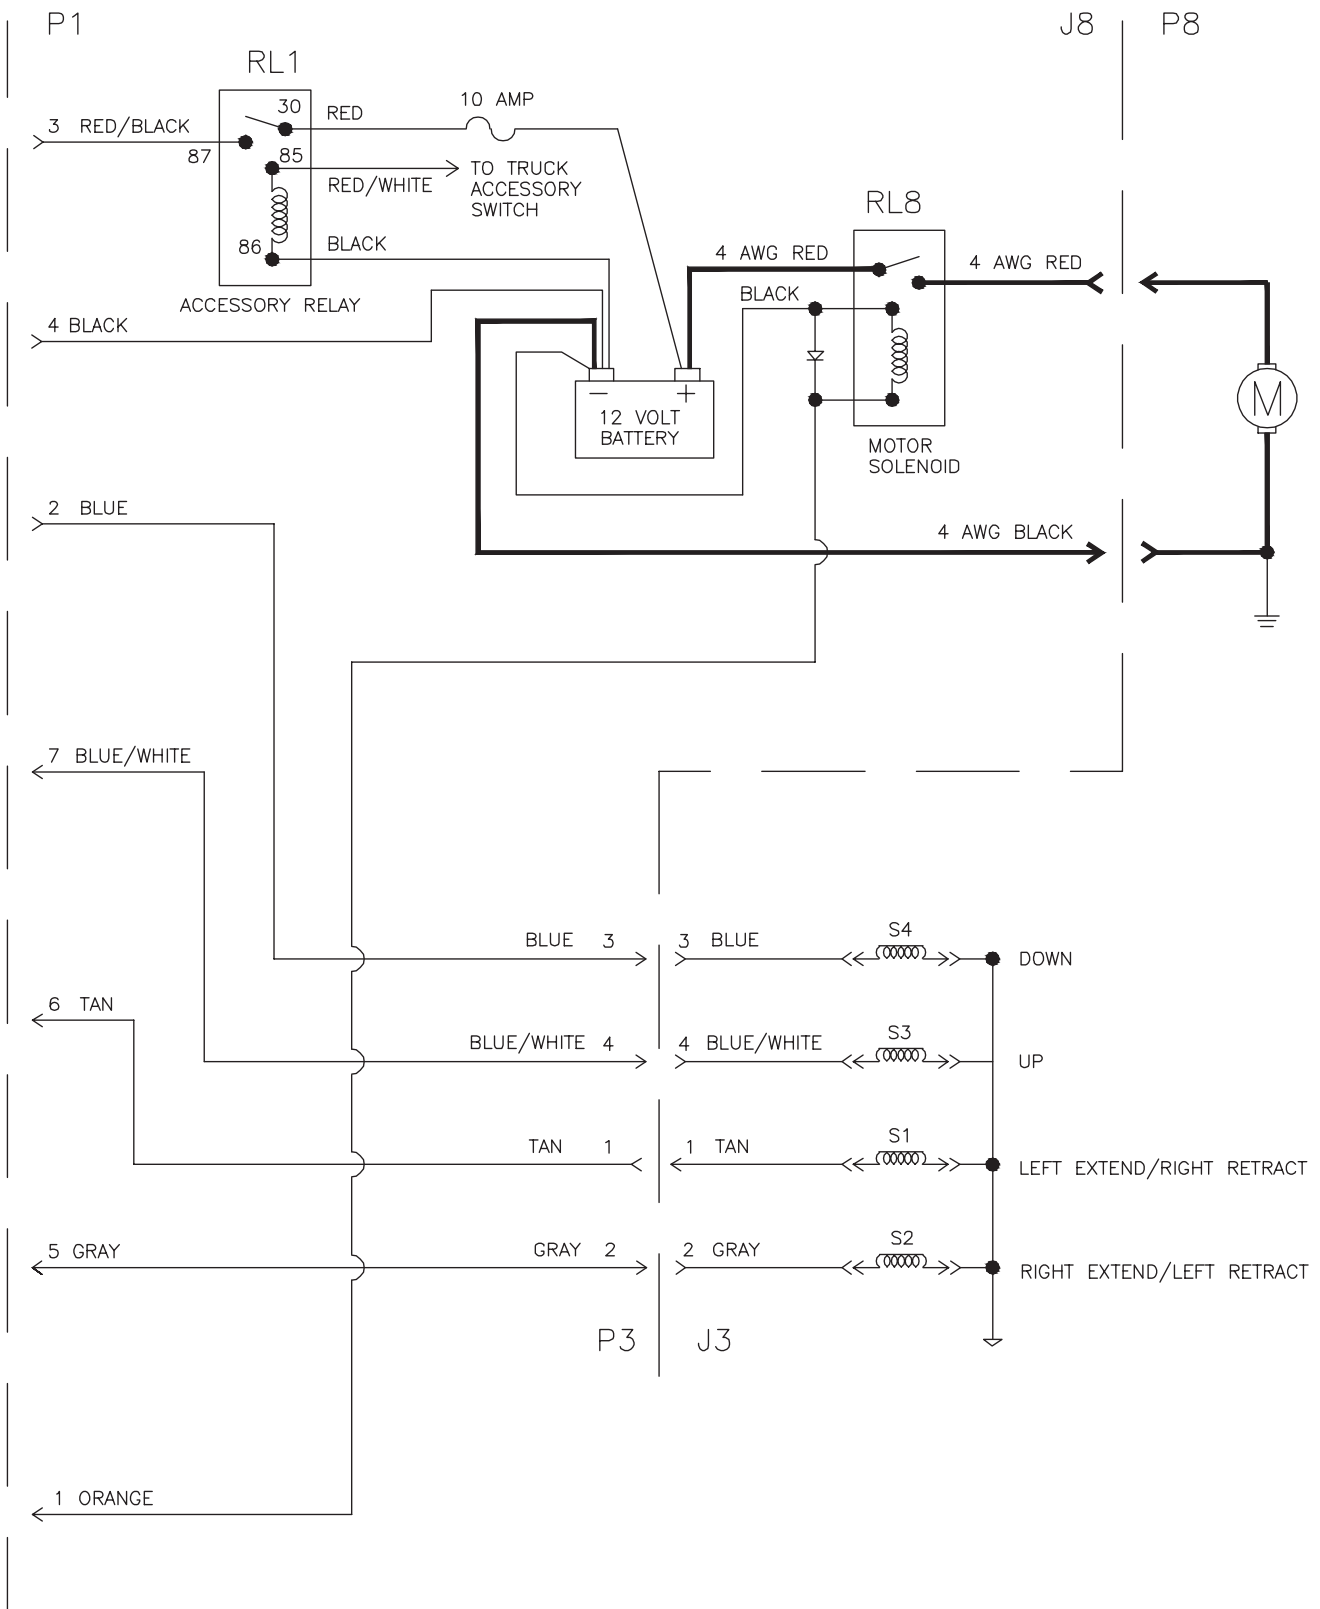 P1
J8
P8
RL1
30
RED
10 AMP
3 RED/BLACK
87
85
RED/WHITE
TO TRUCK
ACCESSORY
SWITCH
86
BLACK
ACCESSORY RELAY
4 BLACK
RL8
4 AWG RED
4 AWG RED
BLACK
12 VOLT
BATTERY
MOTOR
SOLENOID
M
2 BLUE
4 AWG BLACK
7 BLUE/WHITE
BLUE 3
3 BLUE
S4
DOWN
6 TAN
BLUE/WHITE 4
4 BLUE/WHITE
S3
UP
TAN 1
1 TAN
S1
LEFT EXTEND/RIGHT RETRACT
5 GRAY
GRAY 2
2 GRAY
S2
RIGHT EXTEND/LEFT RETRACT
P3
J3
1 ORANGE